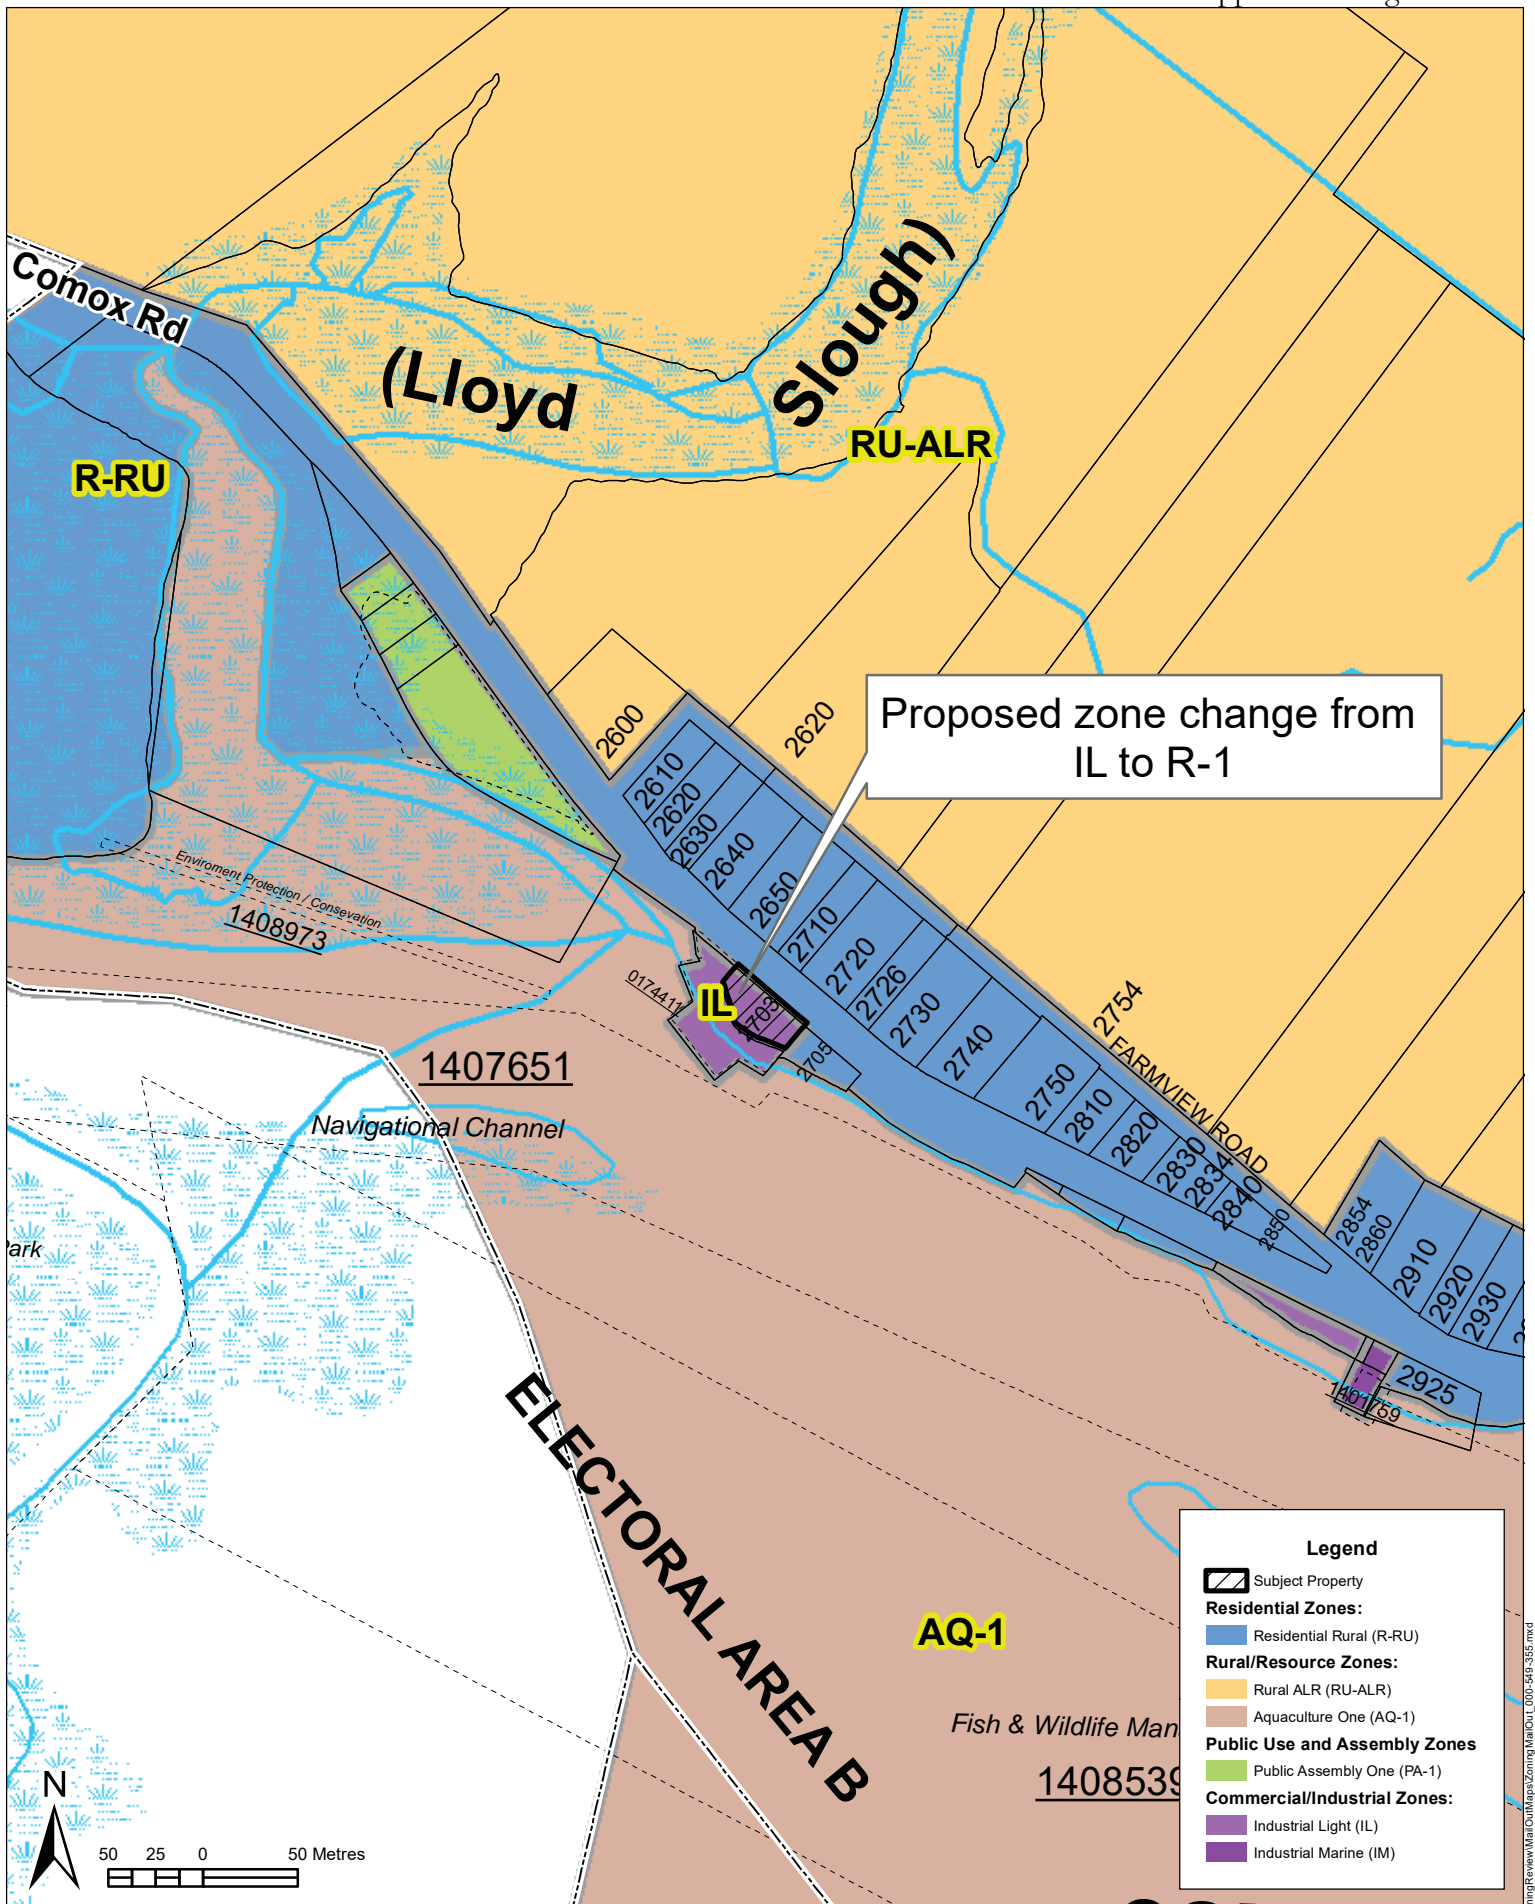 Comox Rd
(Lloyd
Slough)
RU-ALR
R-RU
Proposed zone change from
IL to R-1
2600
2620
2610
2620
2630
2640
2650
2710
2720
2726
2730
2740
2750
2810
2820
2830
2834
2840
2850
2754
FARMVIEW ROAD
2854
2860
2910
2920
2930
2925
1401759
Enviroment Protection / Consevation
1408973
0174411
IL
2703
2705
1407651
Navigational Channel
ELECTORAL AREA B
AQ-1
Fish & Wildlife Man
1408539
N
50 25 0 50 Metres
Legend
Subject Property
Residential Zones:
Residential Rural (R-RU)
Rural/Resource Zones:
Rural ALR (RU-ALR)
Aquaculture One (AQ-1)
Public Use and Assembly Zones
Public Assembly One (PA-1)
Commercial/Industrial Zones:
Industrial Light (IL)
Industrial Marine (IM)